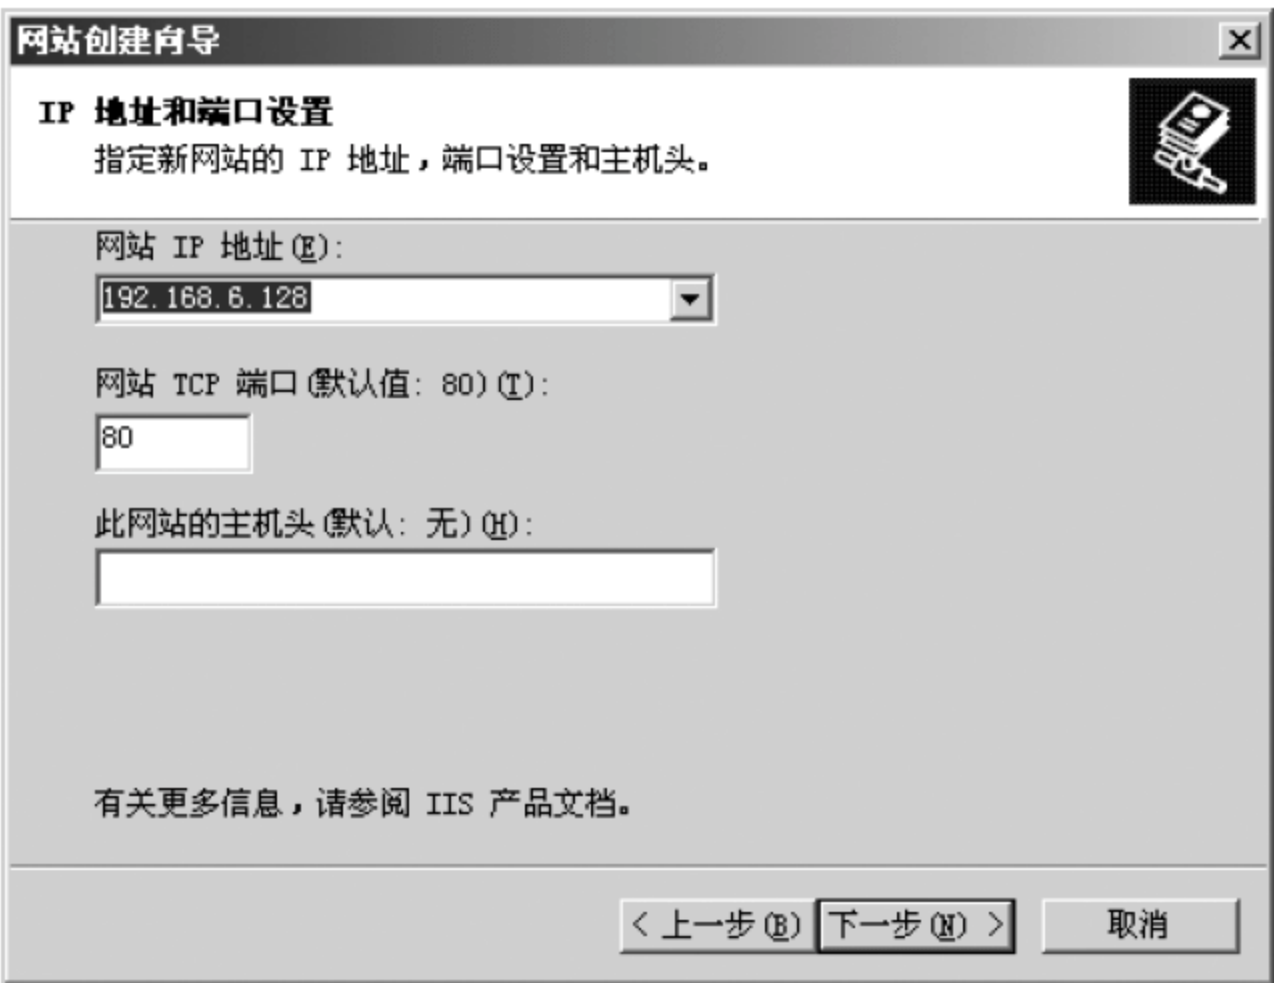 网站创建向导
IP 地址和端口设置
指定新网站的 IP 地址，端口设置和主机头。
网站 IP 地址(E):
192.168.6.128
网站 TCP 端口(默认值: 80)(T):
80
此网站的主机头(默认: 无)(H):
有关更多信息，请参阅 IIS 产品文档。
< 上一步(B) 下一步(N) > 取消